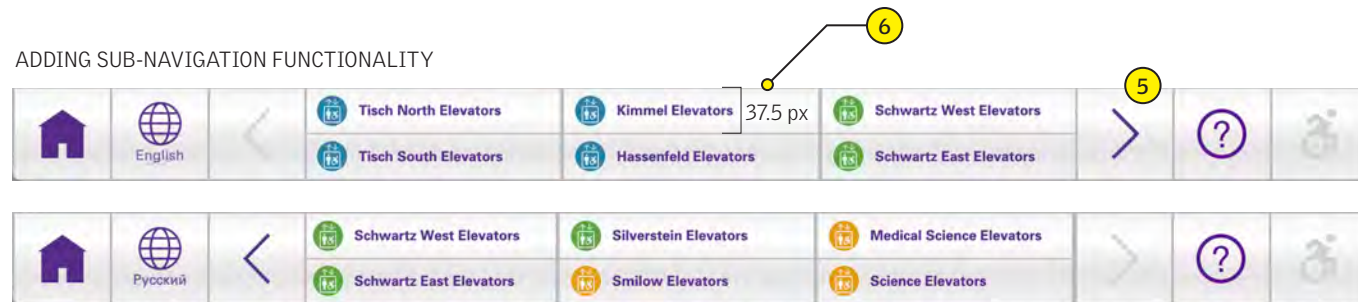 6
ADDING SUB-NAVIGATION FUNCTIONALITY
5
Tisch North Elevators
Kimmel Elevators
37.5 px
Schwartz West Elevators
?
English
Tisch South Elevators
Hassenfeld Elevators
Schwartz East Elevators
Schwartz West Elevators
Silverstein Elevators
Medical Science Elevators
?
Русский
Schwartz East Elevators
Smilow Elevators
Science Elevators